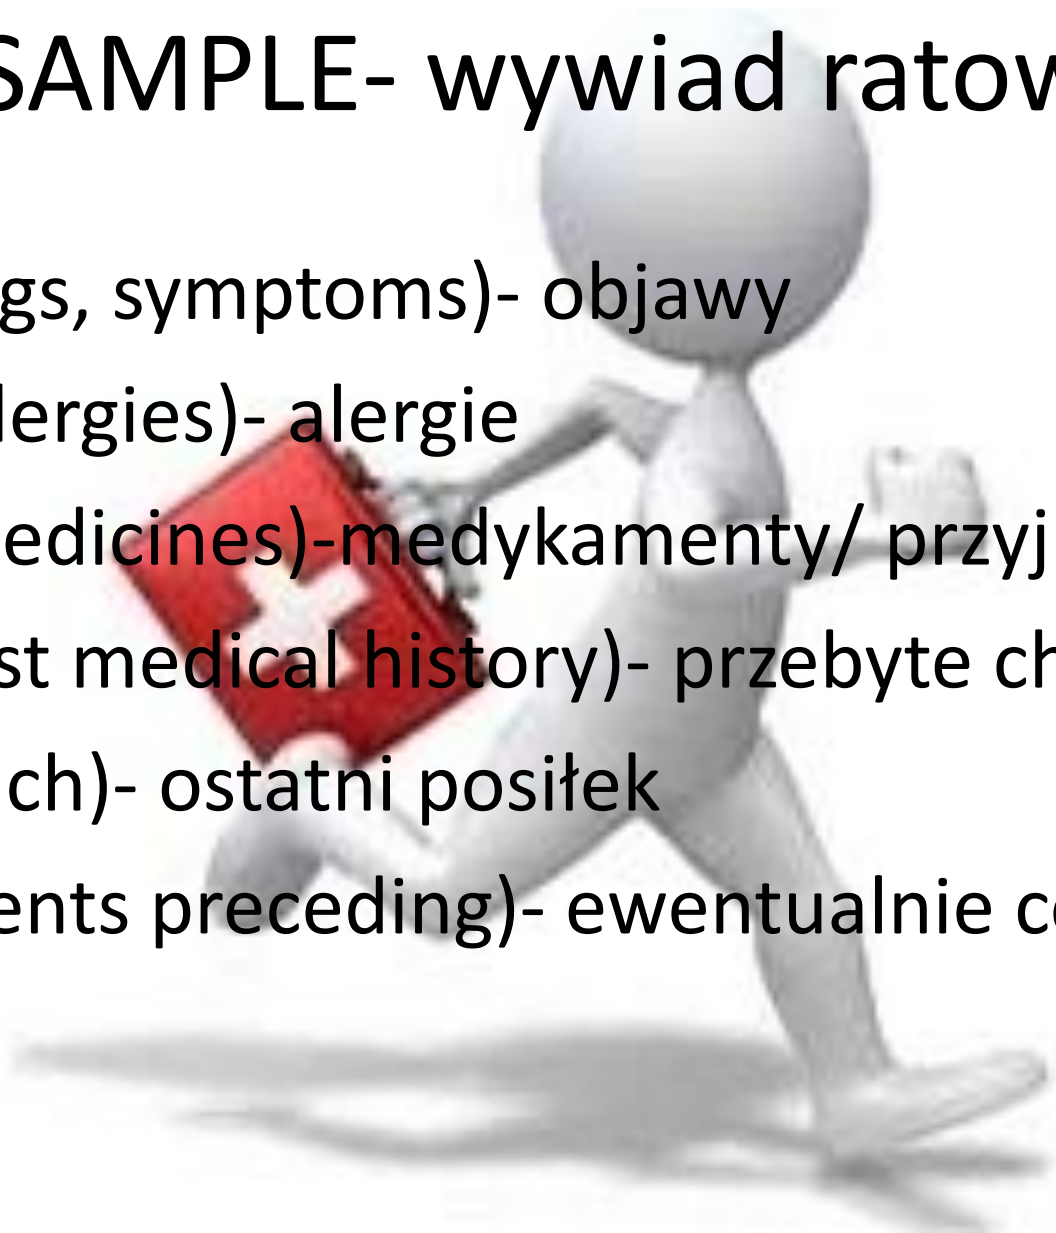 SAMPLE- wywiad ratow
gs, symptoms)- objawy
lergies)- alergie
edicines)-medykamenty/ przyj
st medical history)- przebyte ch
ch)- ostatni posiłek
ents preceding)- ewentualnie co